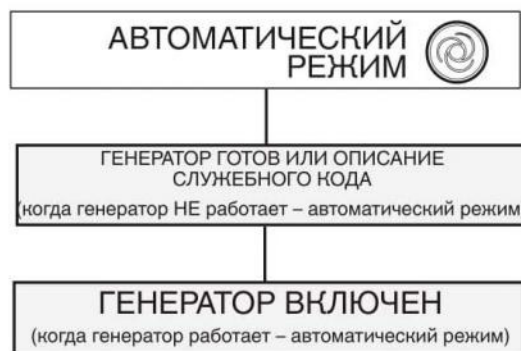 АВТОМАТИЧЕСКИЙ
РЕЖИМ
ГЕНЕРАТОР ГОТОВ ИЛИ ОПИСАНИЕ
СЛУЖЕБНОГО КОДА
(когда генератор НЕ работает – автоматический режим
ГЕНЕРАТОР ВКЛЮЧЕН
(когда генератор работает – автоматический режим)